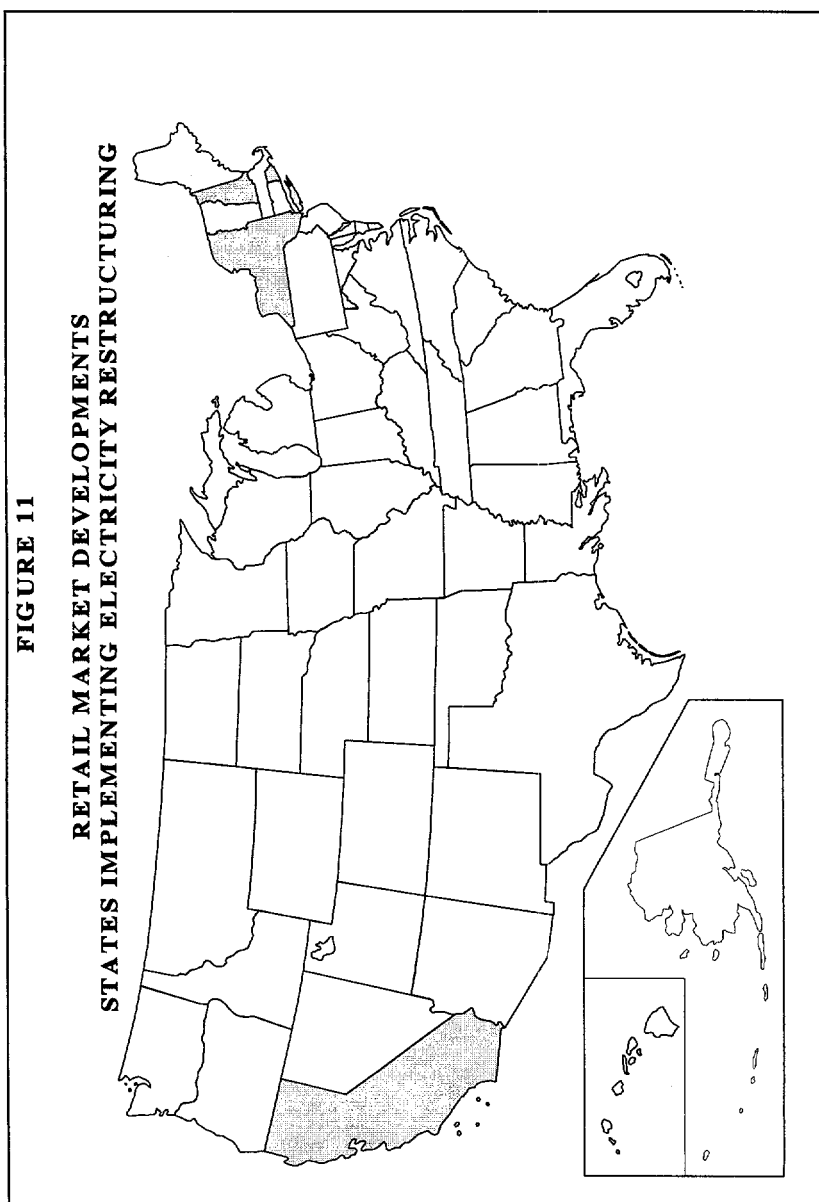 FIGURE 11
RETAIL MARKET DEVELOPMENTS
STATES IMPLEMENTING ELECTRICITY RESTRUCTURING